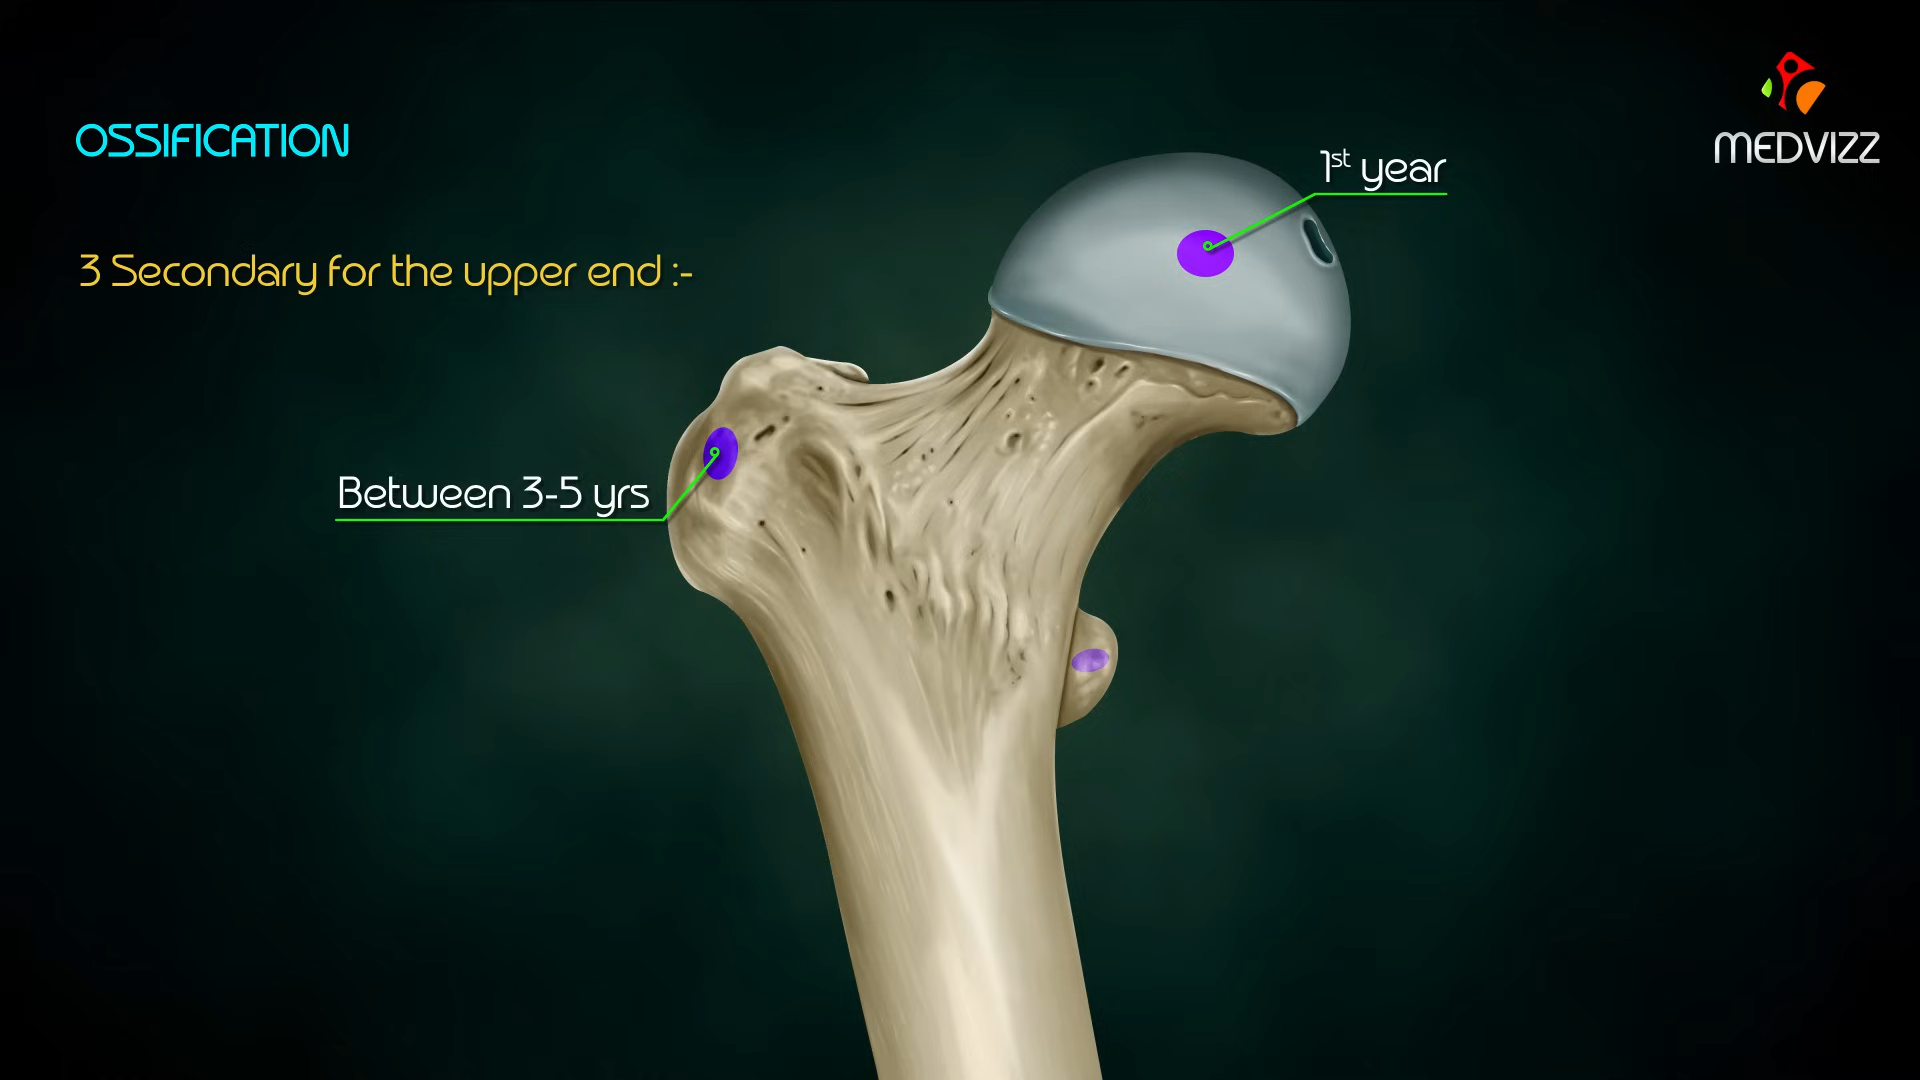 OSSIFICATION
MEDVIZZ
1st year
3 Secondary for the upper end :-
Between 3-5 yrs